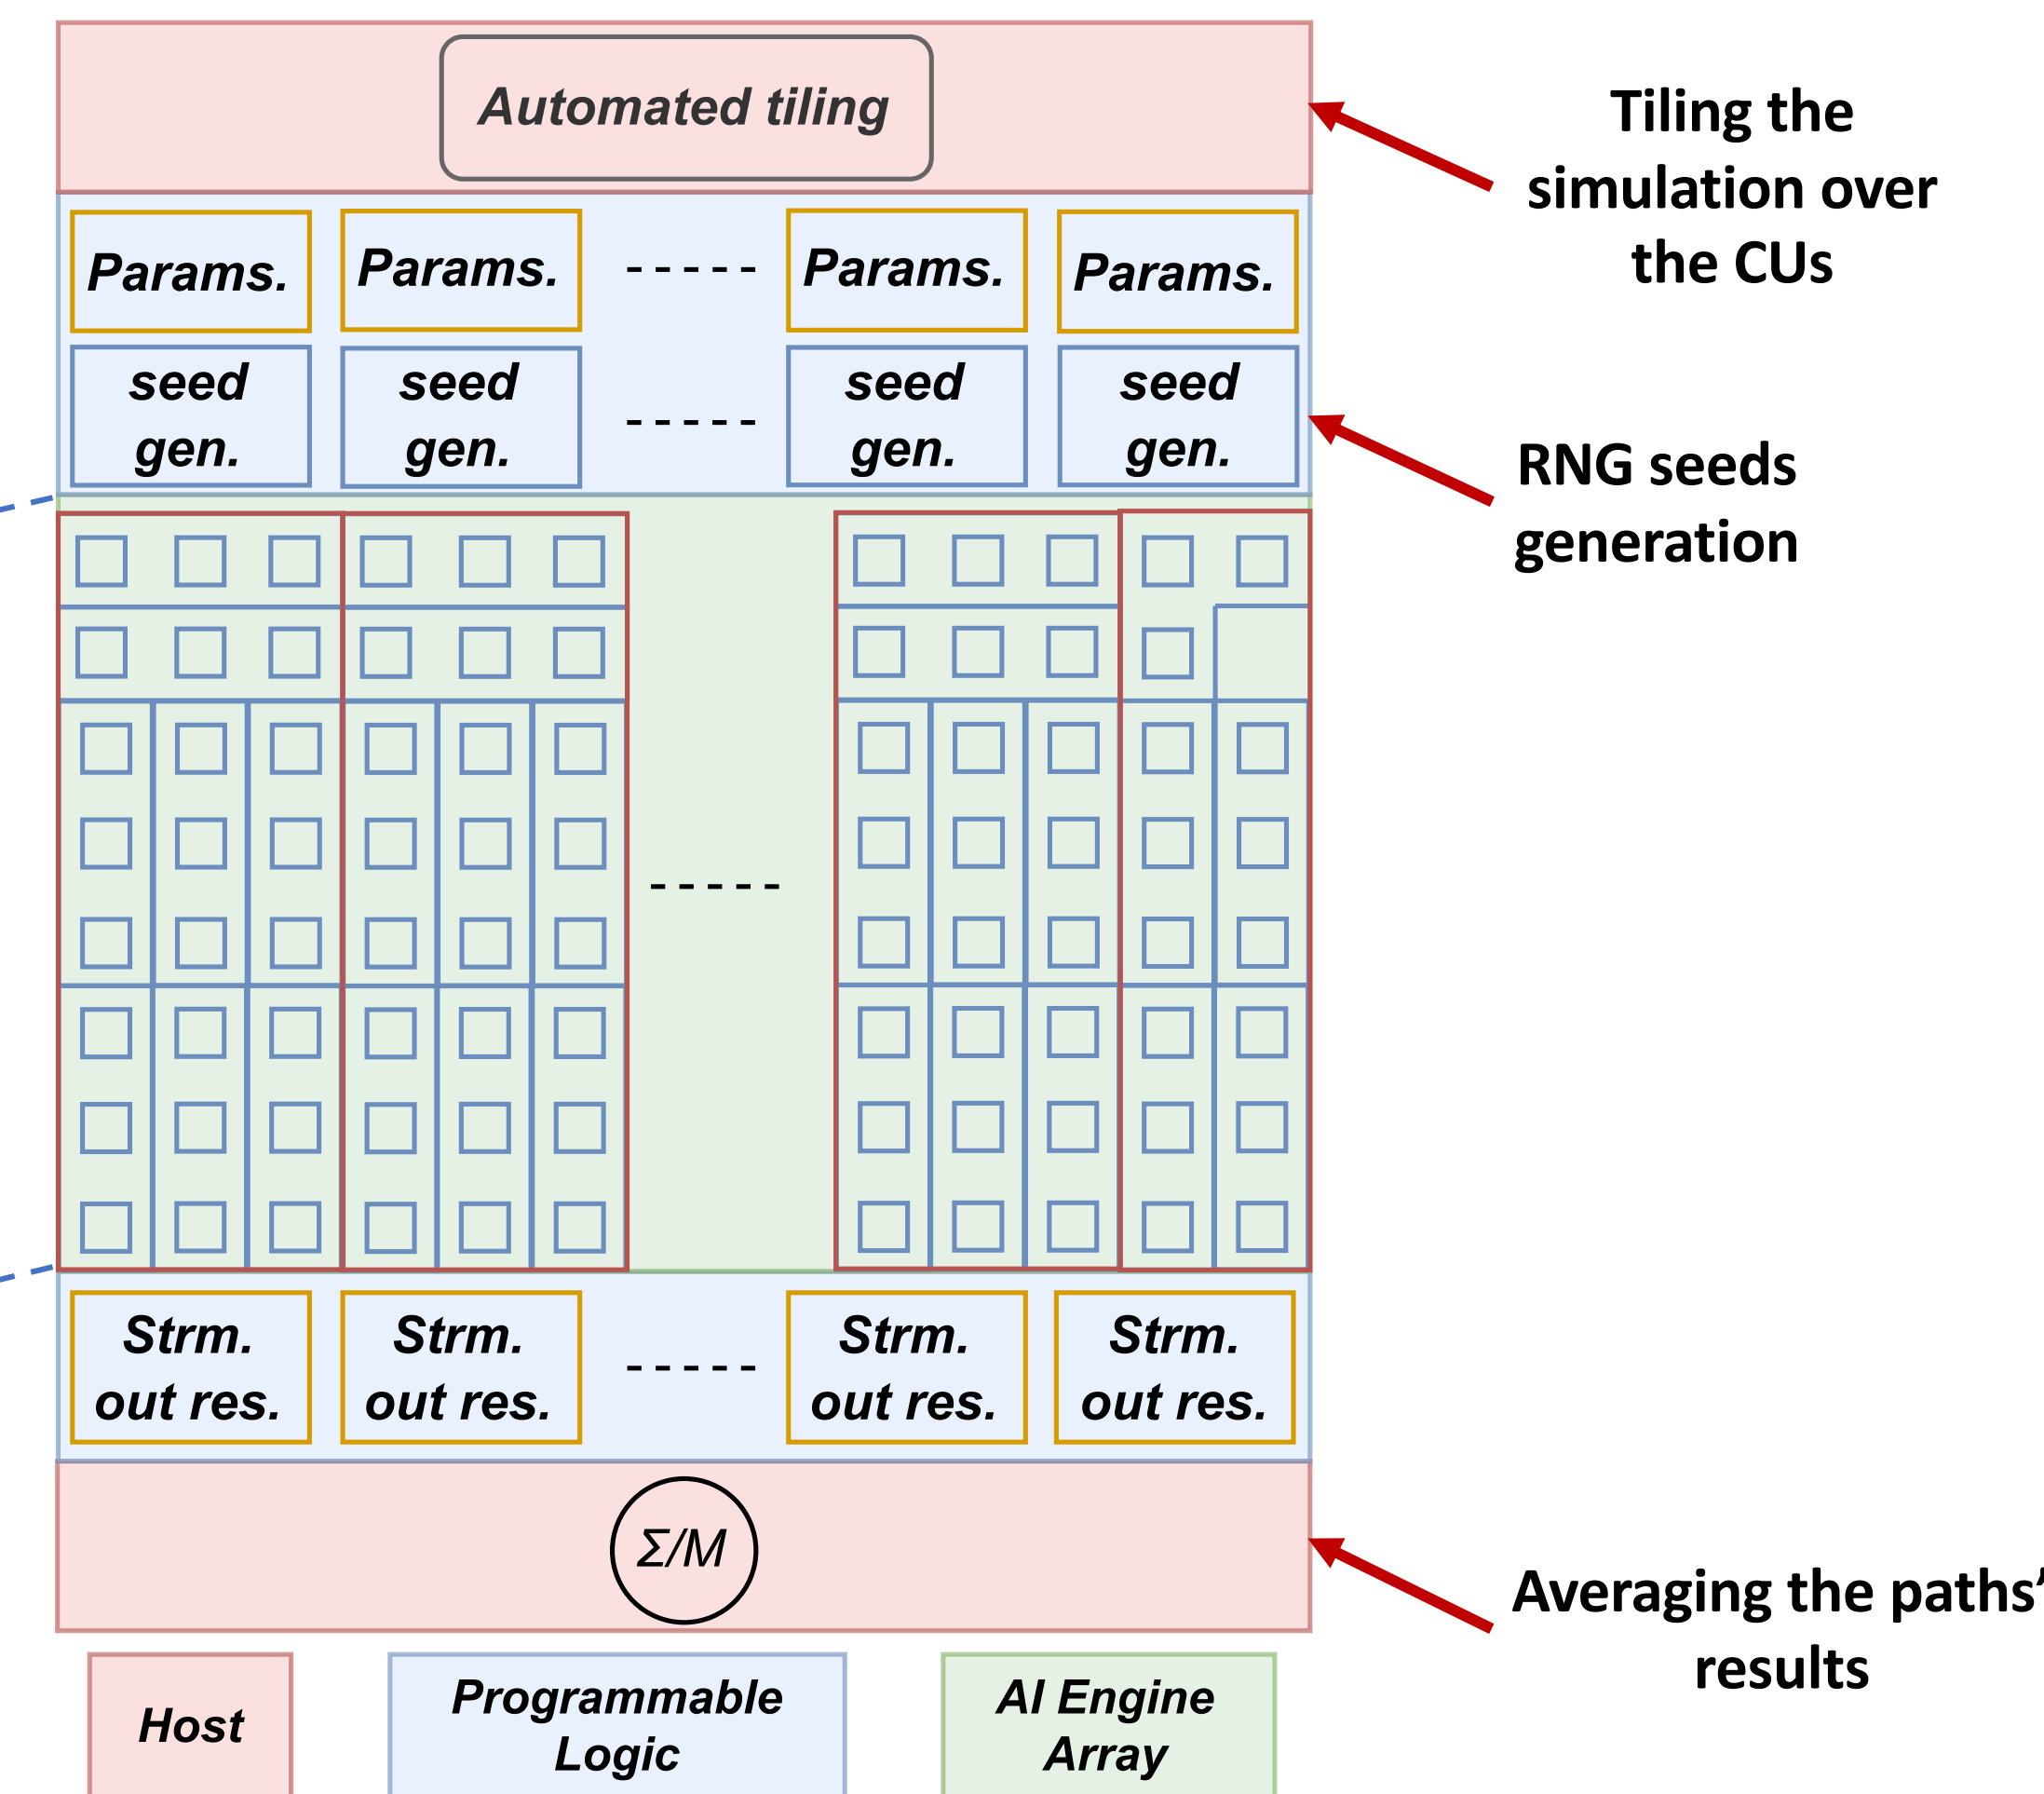 Automated tiling
Tiling the
simulation over
the CUs
Params. Params. ----- Params. Params.
seed seed seed seed
gen. gen. ----- gen. gen.
RNG seeds
generation
-----
Strm. Strm. Strm. Strm.
out res. out res. ----- out res. out res.
Σ/M
Averaging the paths'
results
Host
Programmable
Logic
AI Engine
Array